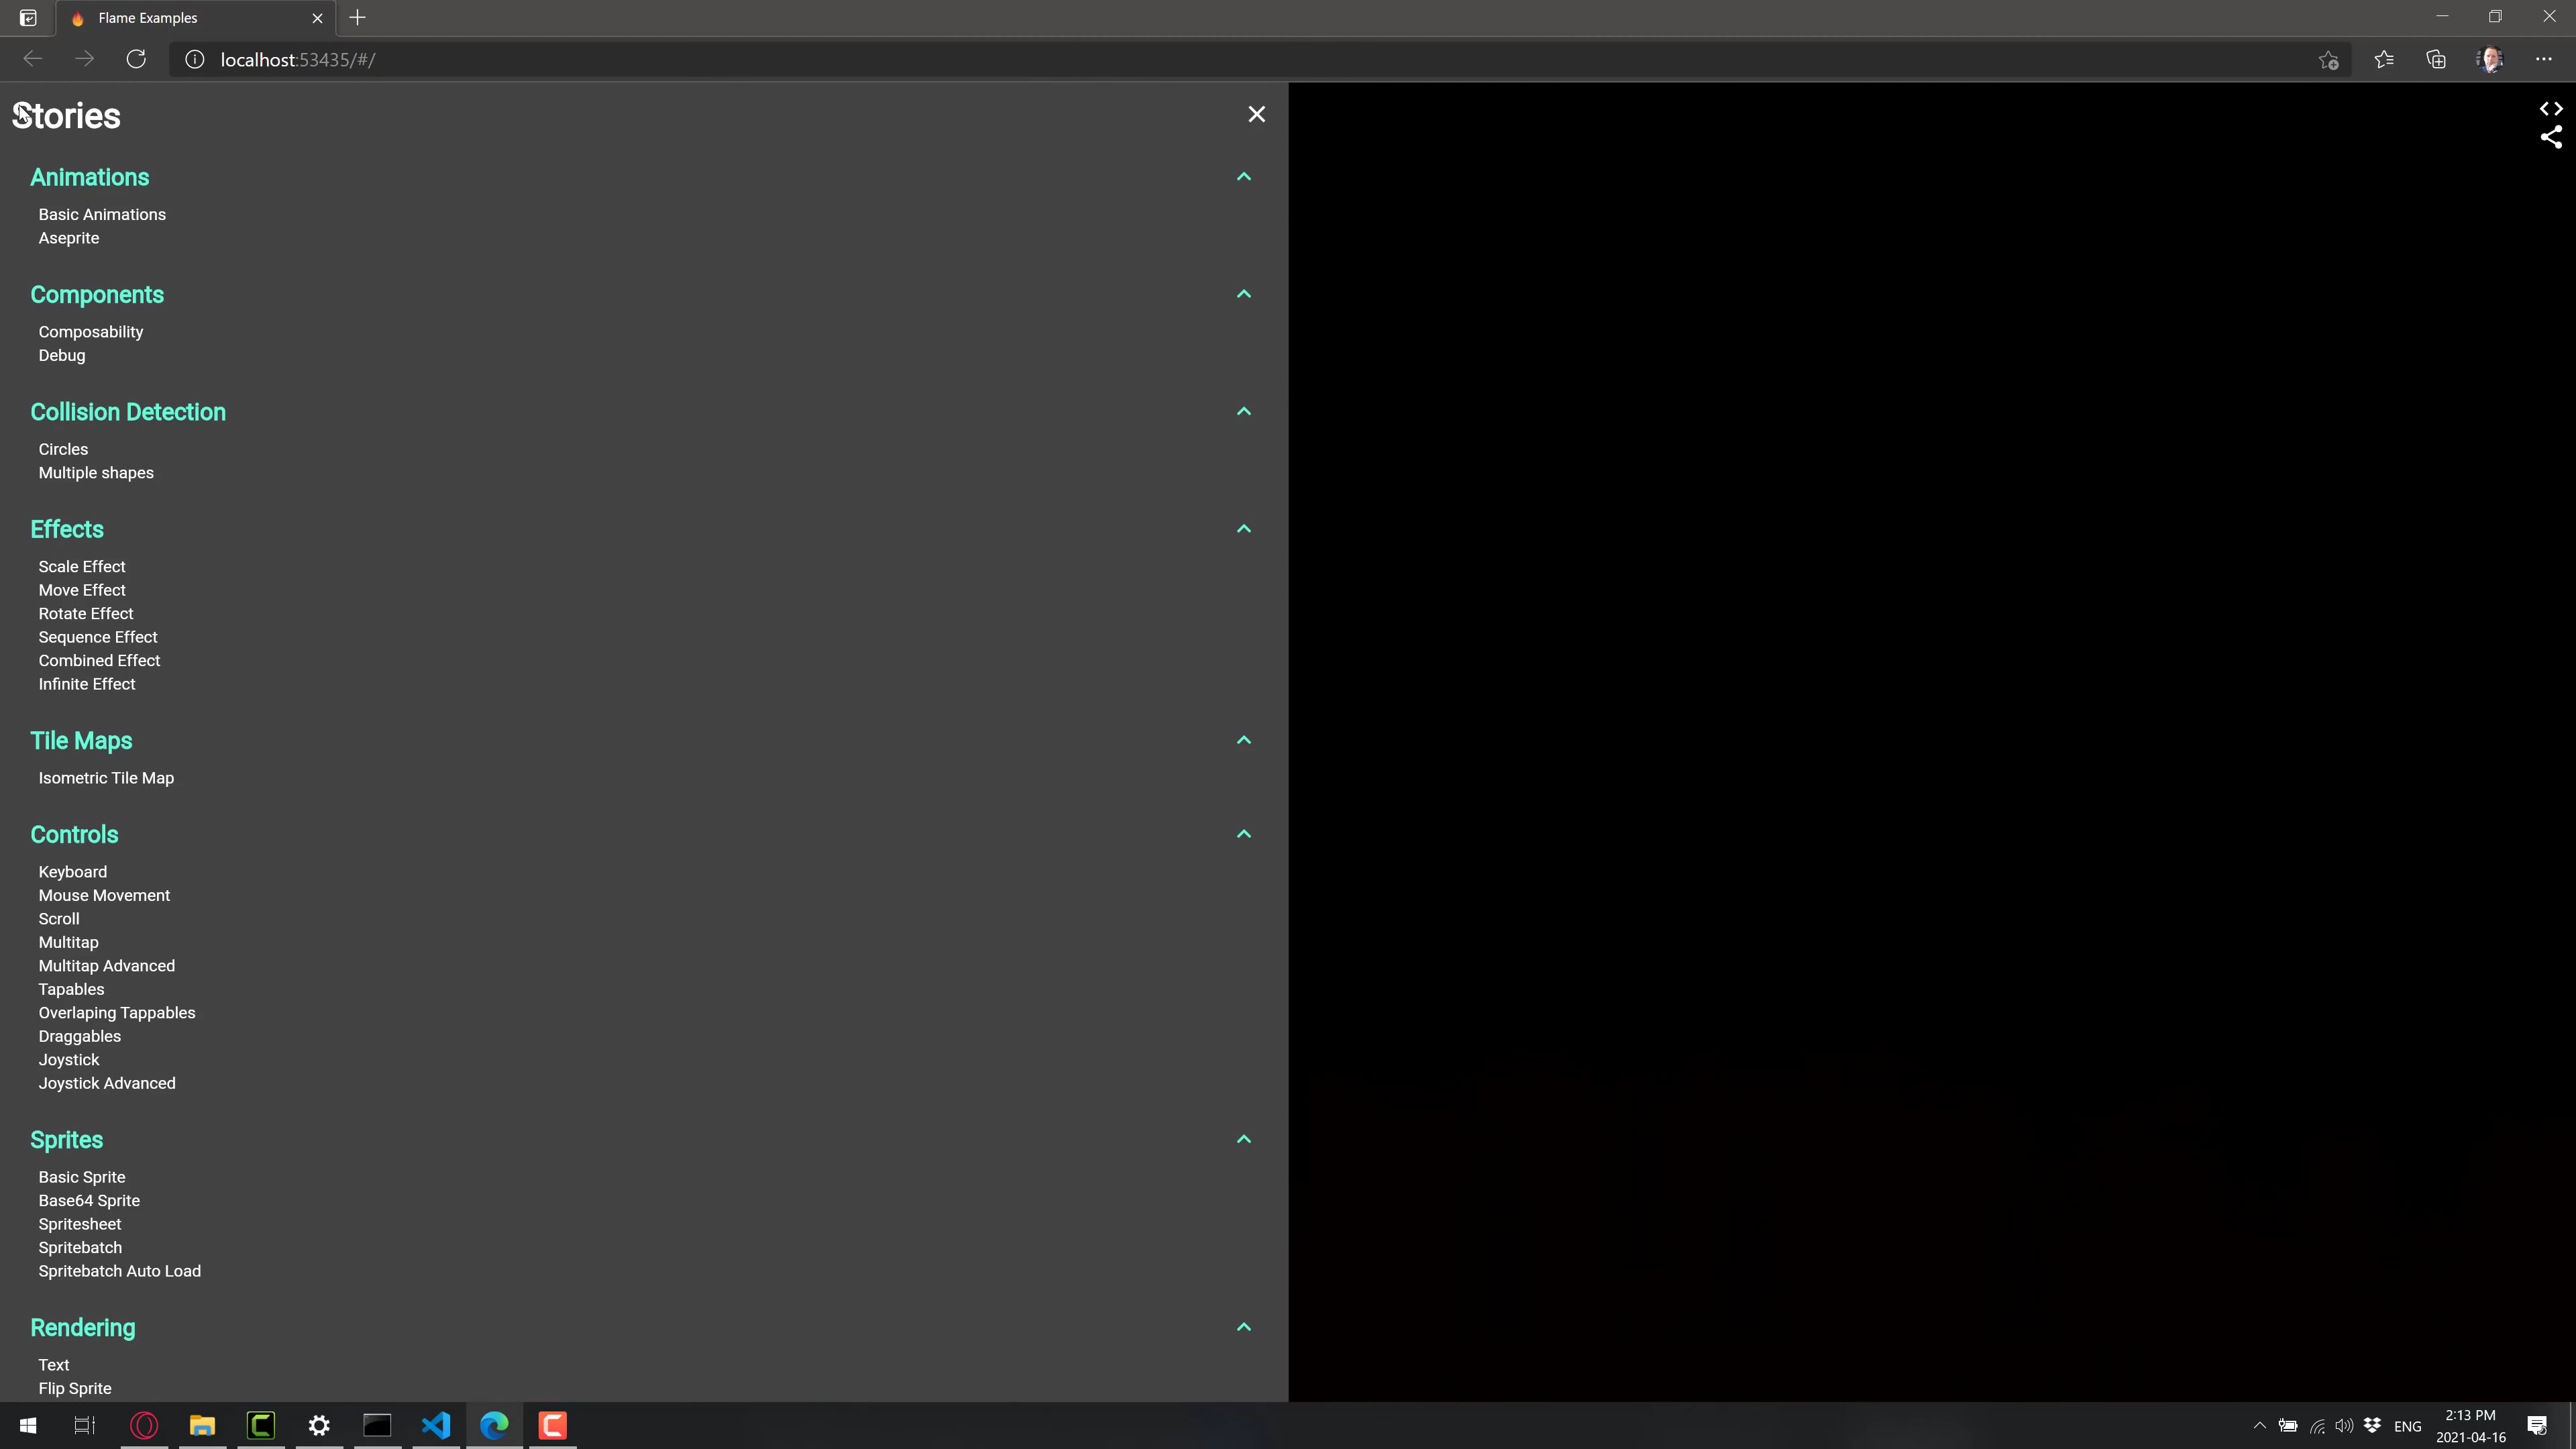 Flame Examples
localhost:53435/#/
Stories
Animations
Basic Animations
Aseprite
Components
Composability
Debug
Collision Detection
Circles
Multiple shapes
Effects
Scale Effect
Move Effect
Rotate Effect
Sequence Effect
Combined Effect
Infinite Effect
Tile Maps
Isometric Tile Map
Controls
Keyboard
Mouse Movement
Scroll
Multitap
Multitap Advanced
Tapables
Overlaping Tappables
Draggables
Joystick
Joystick Advanced
Sprites
Basic Sprite
Base64 Sprite
Spritesheet
Spritebatch
Spritebatch Auto Load
Rendering
Text
Flip Sprite
ENG
2:13 PM
2021-04-16